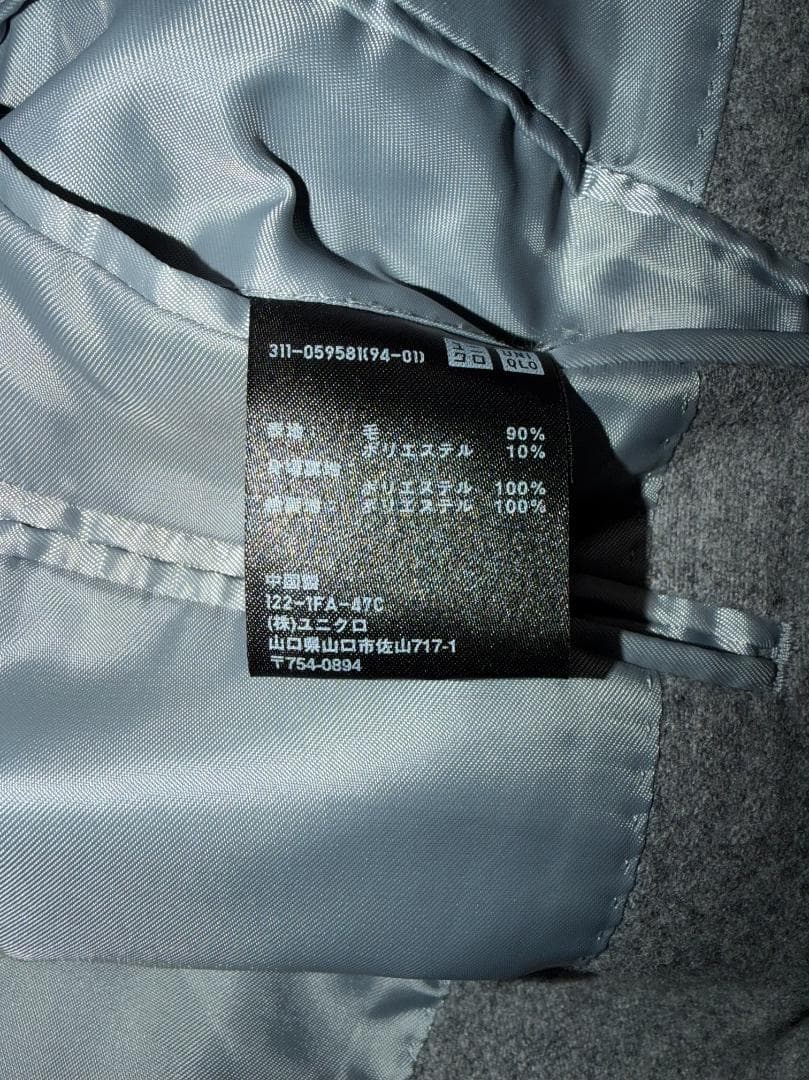 311-059581(94-01) ユニクロ UNIQLO
表地 毛 90%
ポリエステル 10%
ポリエステル 100%
ポリエステル 100%
中国製
122-1FA-47C
(株)ユニクロ
山口県山口市佐山717-1
〒754-0894